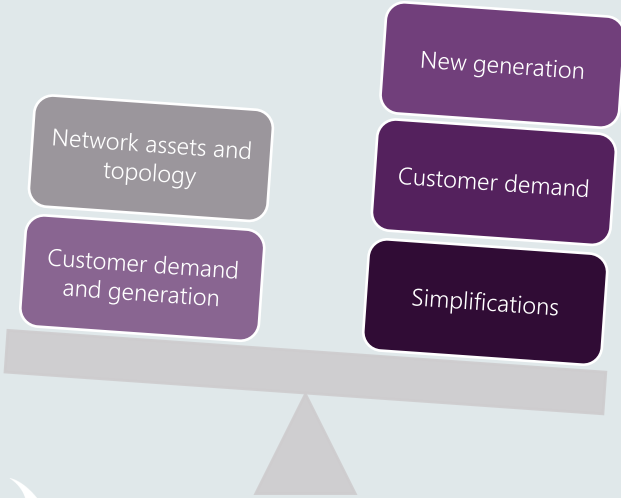 Network assets and
topology
Customer demand
and generation
New generation
Customer demand
Simplifications